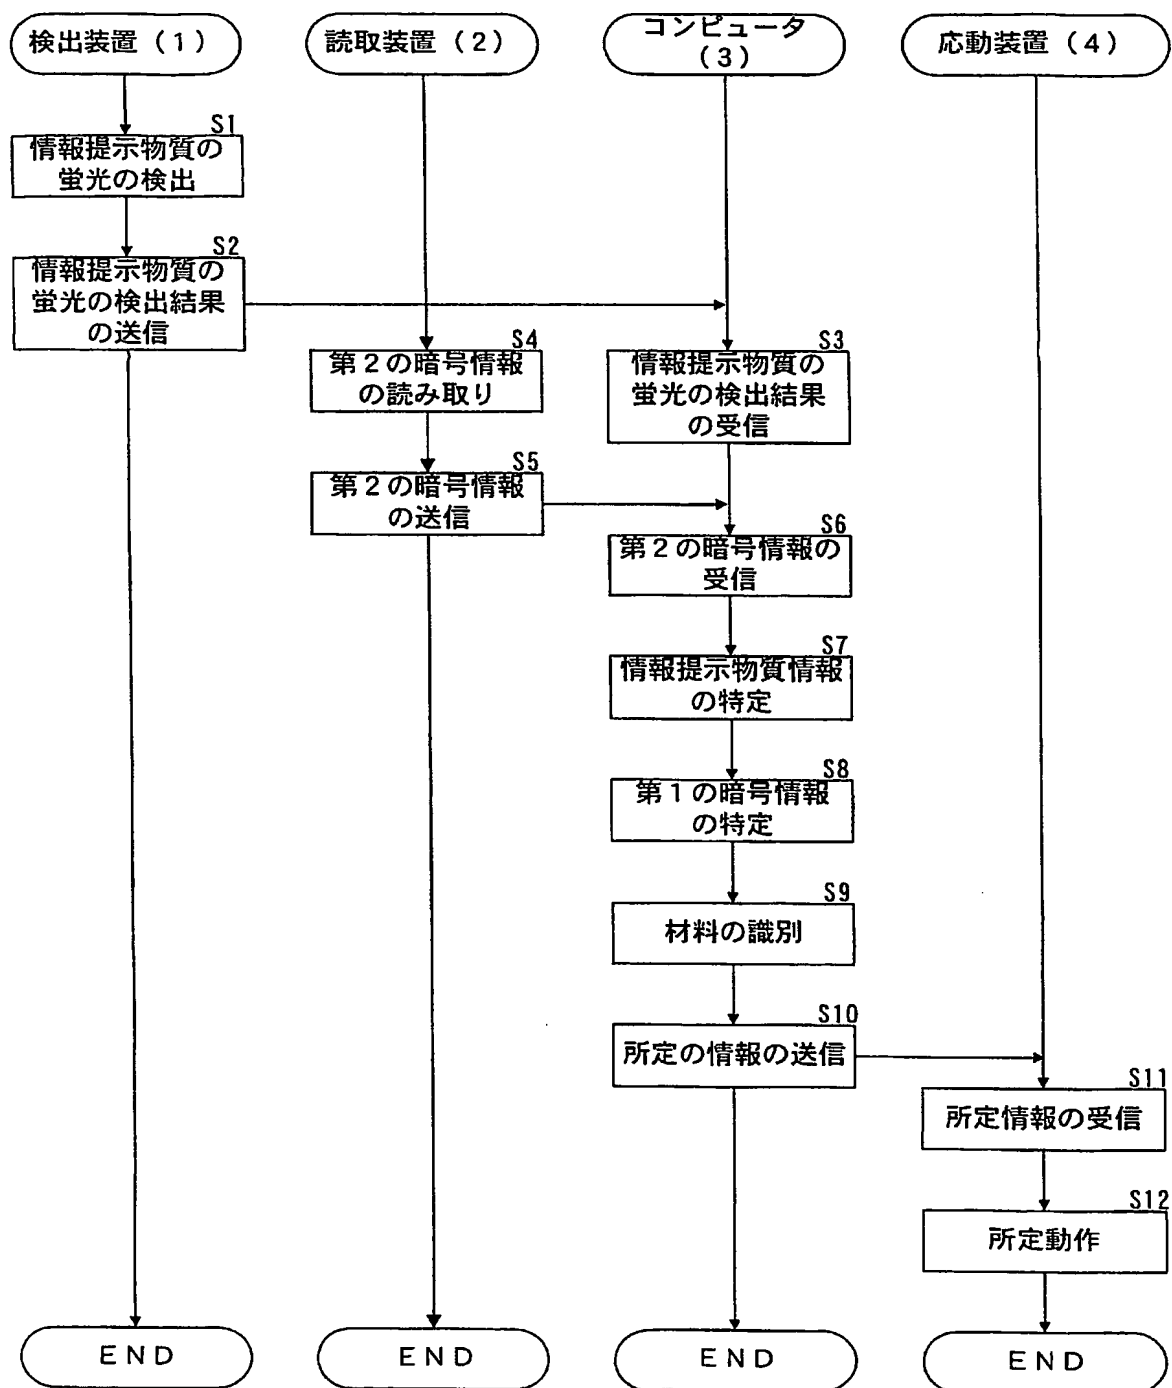 検出装置（１）
読取装置（２）
コンピュータ
（３）
応動装置（４）
S1
情報提示物質の
蛍光の検出
S2
情報提示物質の
蛍光の検出結果
の送信
S4
第２の暗号情報
の読み取り
S3
情報提示物質の
蛍光の検出結果
の受信
S5
第２の暗号情報
の送信
S6
第２の暗号情報の
受信
S7
情報提示物質情報
の特定
S8
第１の暗号情報
の特定
S9
材料の識別
S10
所定の情報の送信
S11
所定情報の受信
S12
所定動作
ＥＮＤ
ＥＮＤ
ＥＮＤ
ＥＮＤ